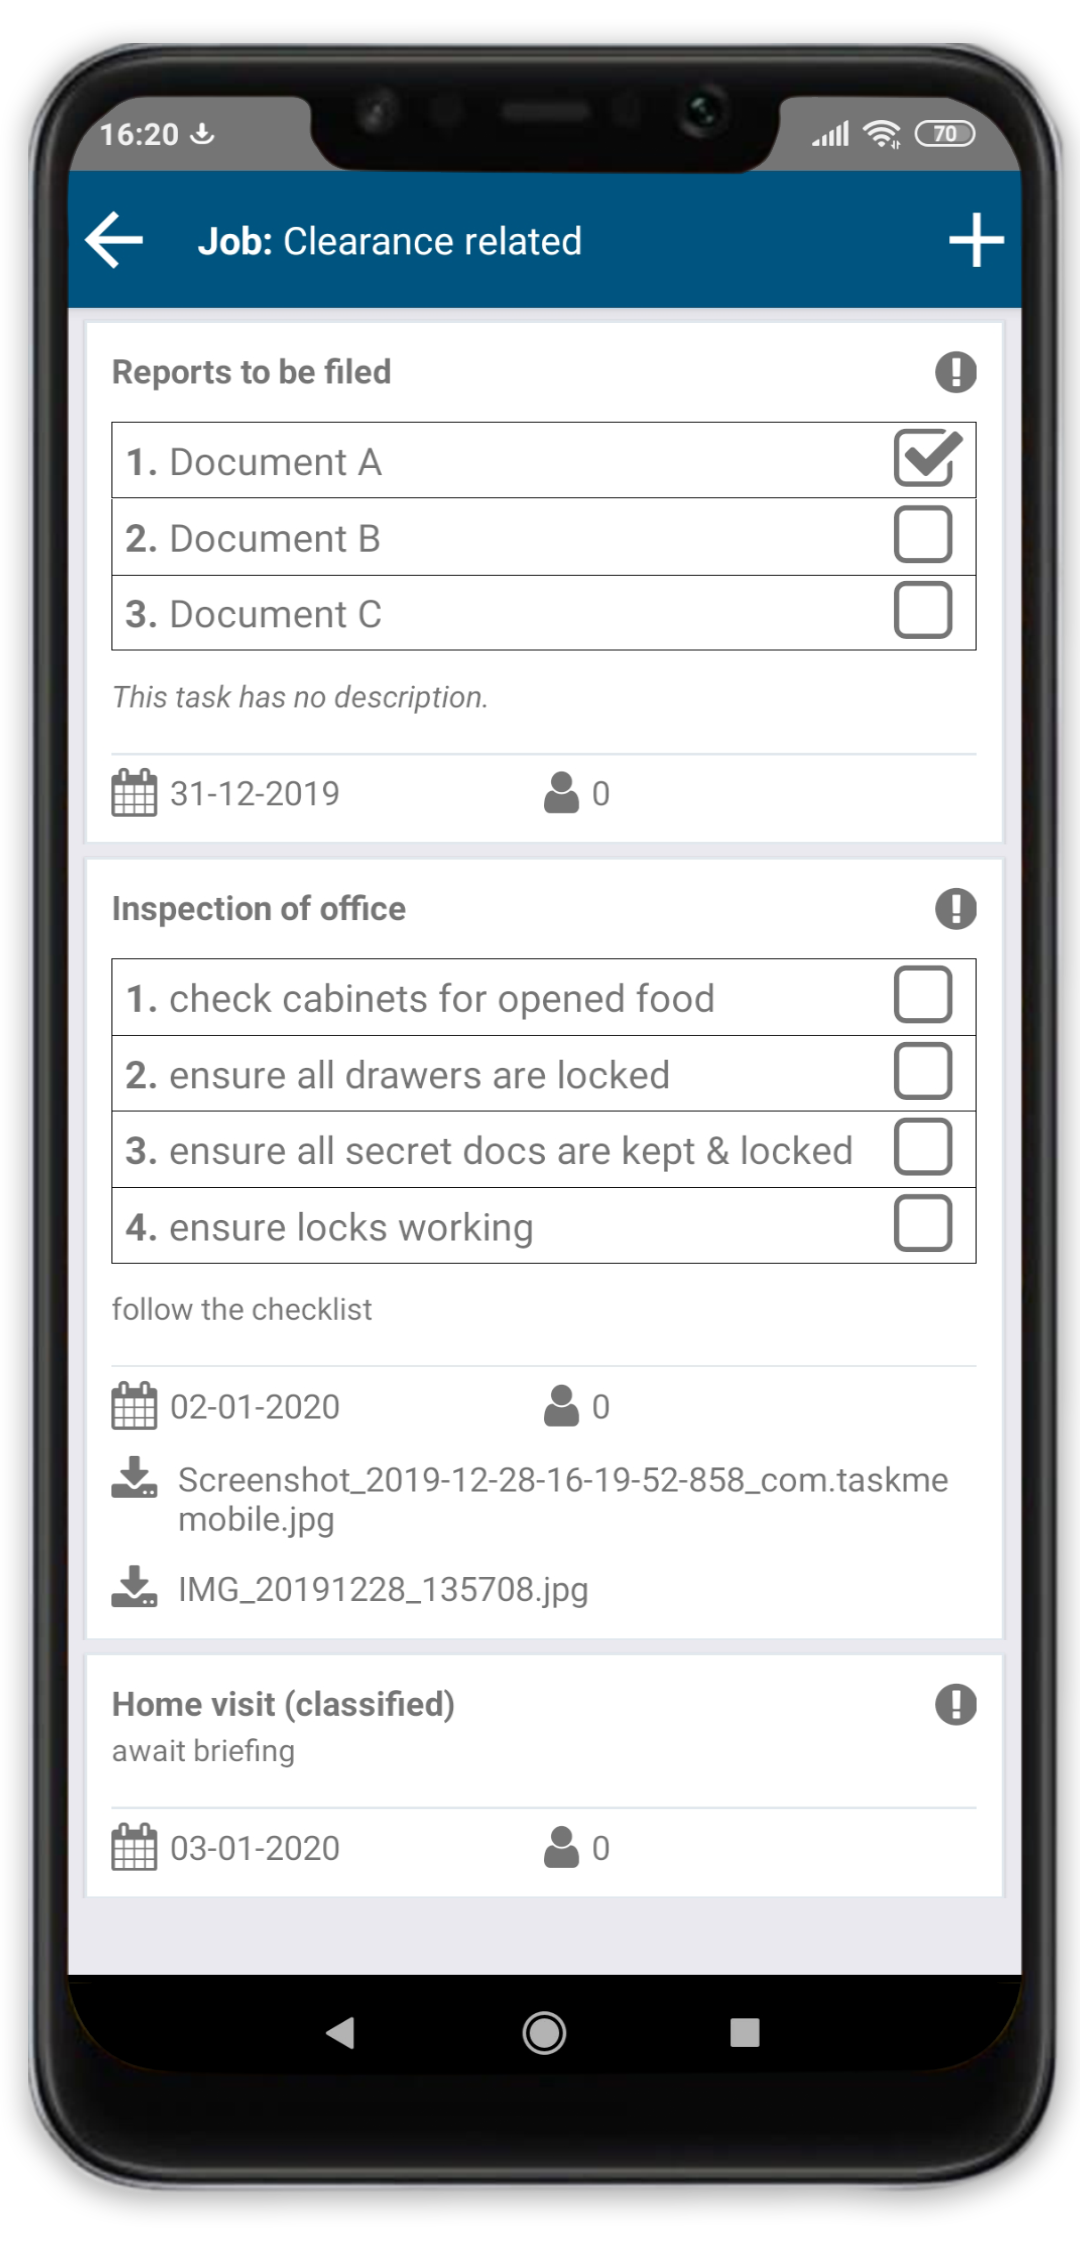 16:20
70
Job: Clearance related
Reports to be filed
1. Document A
2. Document B
3. Document C
This task has no description.
31-12-2019 0
Inspection of office
1. check cabinets for opened food
2. ensure all drawers are locked
3. ensure all secret docs are kept & locked
4. ensure locks working
follow the checklist
02-01-2020 0
Screenshot_2019-12-28-16-19-52-858_com.taskme
mobile.jpg
IMG_20191228_135708.jpg
Home visit (classified)
await briefing
03-01-2020 0